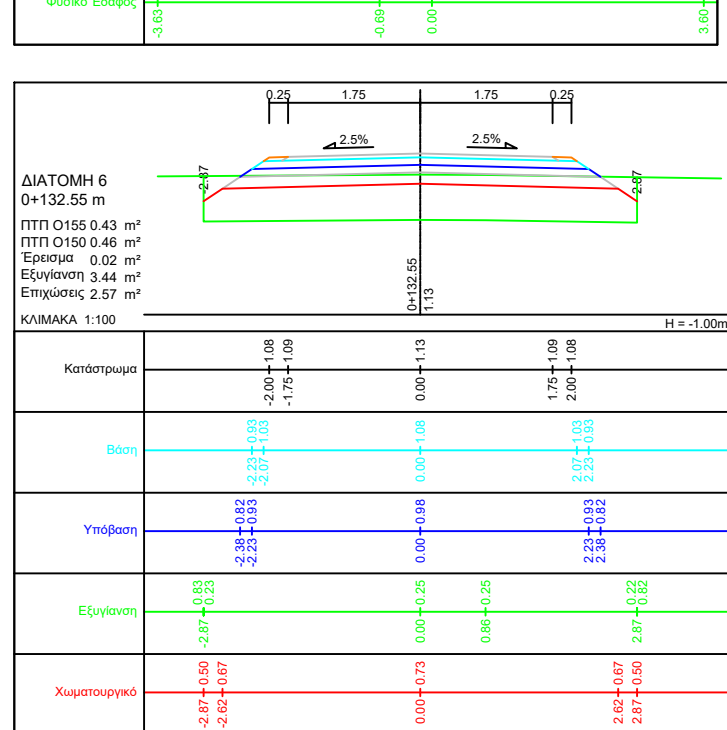 Φυσικό Έδαφος
-3.63
-0.69
0.00
3.60
0.25 1.75 1.75 0.25
2.5% 2.5%
2.87 2.87
ΔΙΑΤΟΜΗ 6
0+132.55 m
ΠΤΠ Ο155 0.43 m²
ΠΤΠ Ο150 0.46 m²
Έρεισμα 0.02 m²
Εξυγίανση 3.44 m²
Επιχώσεις 2.57 m²
ΚΛΙΜΑΚΑ 1:100
0+132.55
1.13
H = -1.00m
Κατάστρωμα
-2.00 1.08
-1.75 1.09
0.00 1.13
1.75 1.09
2.00 1.08
Βάση
-2.23 0.93
-2.07 1.03
0.00 1.08
2.07 1.03
2.23 0.93
Υπόβαση
-2.38 0.82
-2.23 0.93
0.00 0.98
2.23 0.93
2.38 0.82
Εξυγίανση
0.83
-2.87 0.23
0.00 0.25
0.86 0.25
0.22
2.87 0.82
Χωματουργικό
-2.87 0.50
-2.62 0.67
0.00 0.73
2.62 0.67
2.87 0.50